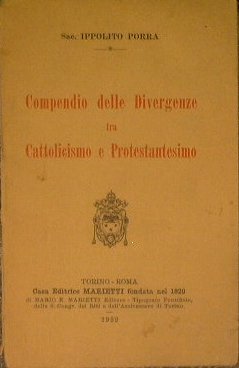 Sac. IPPOLITO PORRA
Compendio delle Divergenze
fra
Cattolicismo e Protestantesimo
TORINO - ROMA
Casa Editrice MARIETTI fondata nel 1820
di MARIO E. MARIETTI Editore - Tipografo Pontificio,
della S. Congr. dei Riti e dell'Arcivescovo di Torino
1932